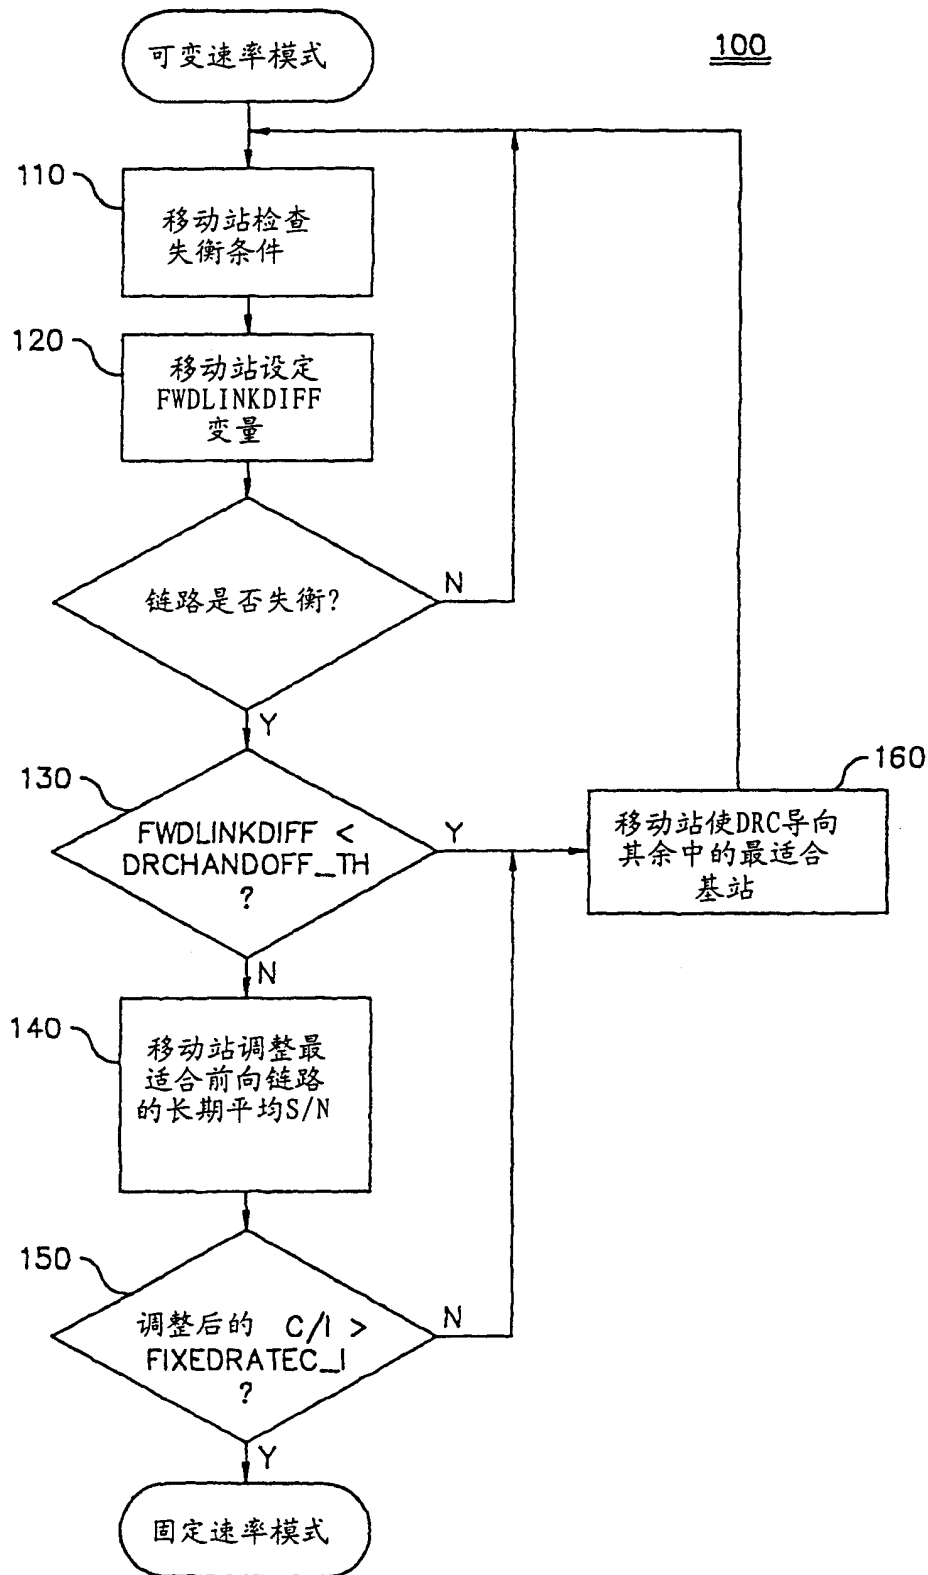 可变速率模式
100
110
移动站检查
失衡条件
120
移动站设定
FWDLINKDIFF
变量
链路是否失衡?
N
Y
130
FWDLINKDIFF <
DRCHANDOFF_TH
?
Y
160
移动站使DRC导向
其余中的最适合
基站
N
140
移动站调整最
适合前向链路
的长期平均S/N
150
调整后的 C/I >
FIXEDRATEC_I
?
N
Y
固定速率模式